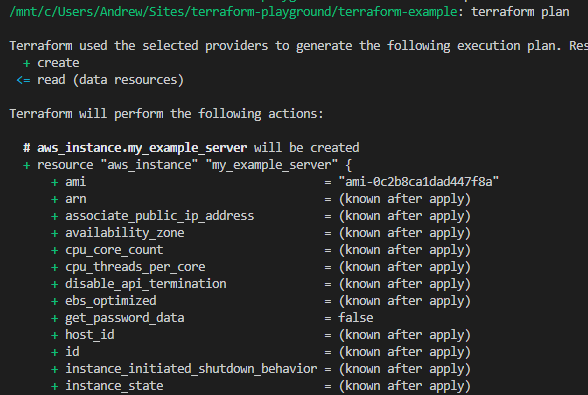 /mnt/c/Users/Andrew/Sites/terraform-playground/terraform-example: terraform plan
Terraform used the selected providers to generate the following execution plan. Res
+ create
<= read (data resources)
Terraform will perform the following actions:
# aws_instance.my_example_server will be created
+ resource "aws_instance" "my_example_server" {
+ ami = "ami-0c2b8ca1dad447f8a"
+ arn = (known after apply)
+ associate_public_ip_address = (known after apply)
+ availability_zone = (known after apply)
+ cpu_core_count = (known after apply)
+ cpu_threads_per_core = (known after apply)
+ disable_api_termination = (known after apply)
+ ebs_optimized = (known after apply)
+ get_password_data = false
+ host_id = (known after apply)
+ id = (known after apply)
+ instance_initiated_shutdown_behavior = (known after apply)
+ instance_state = (known after apply)